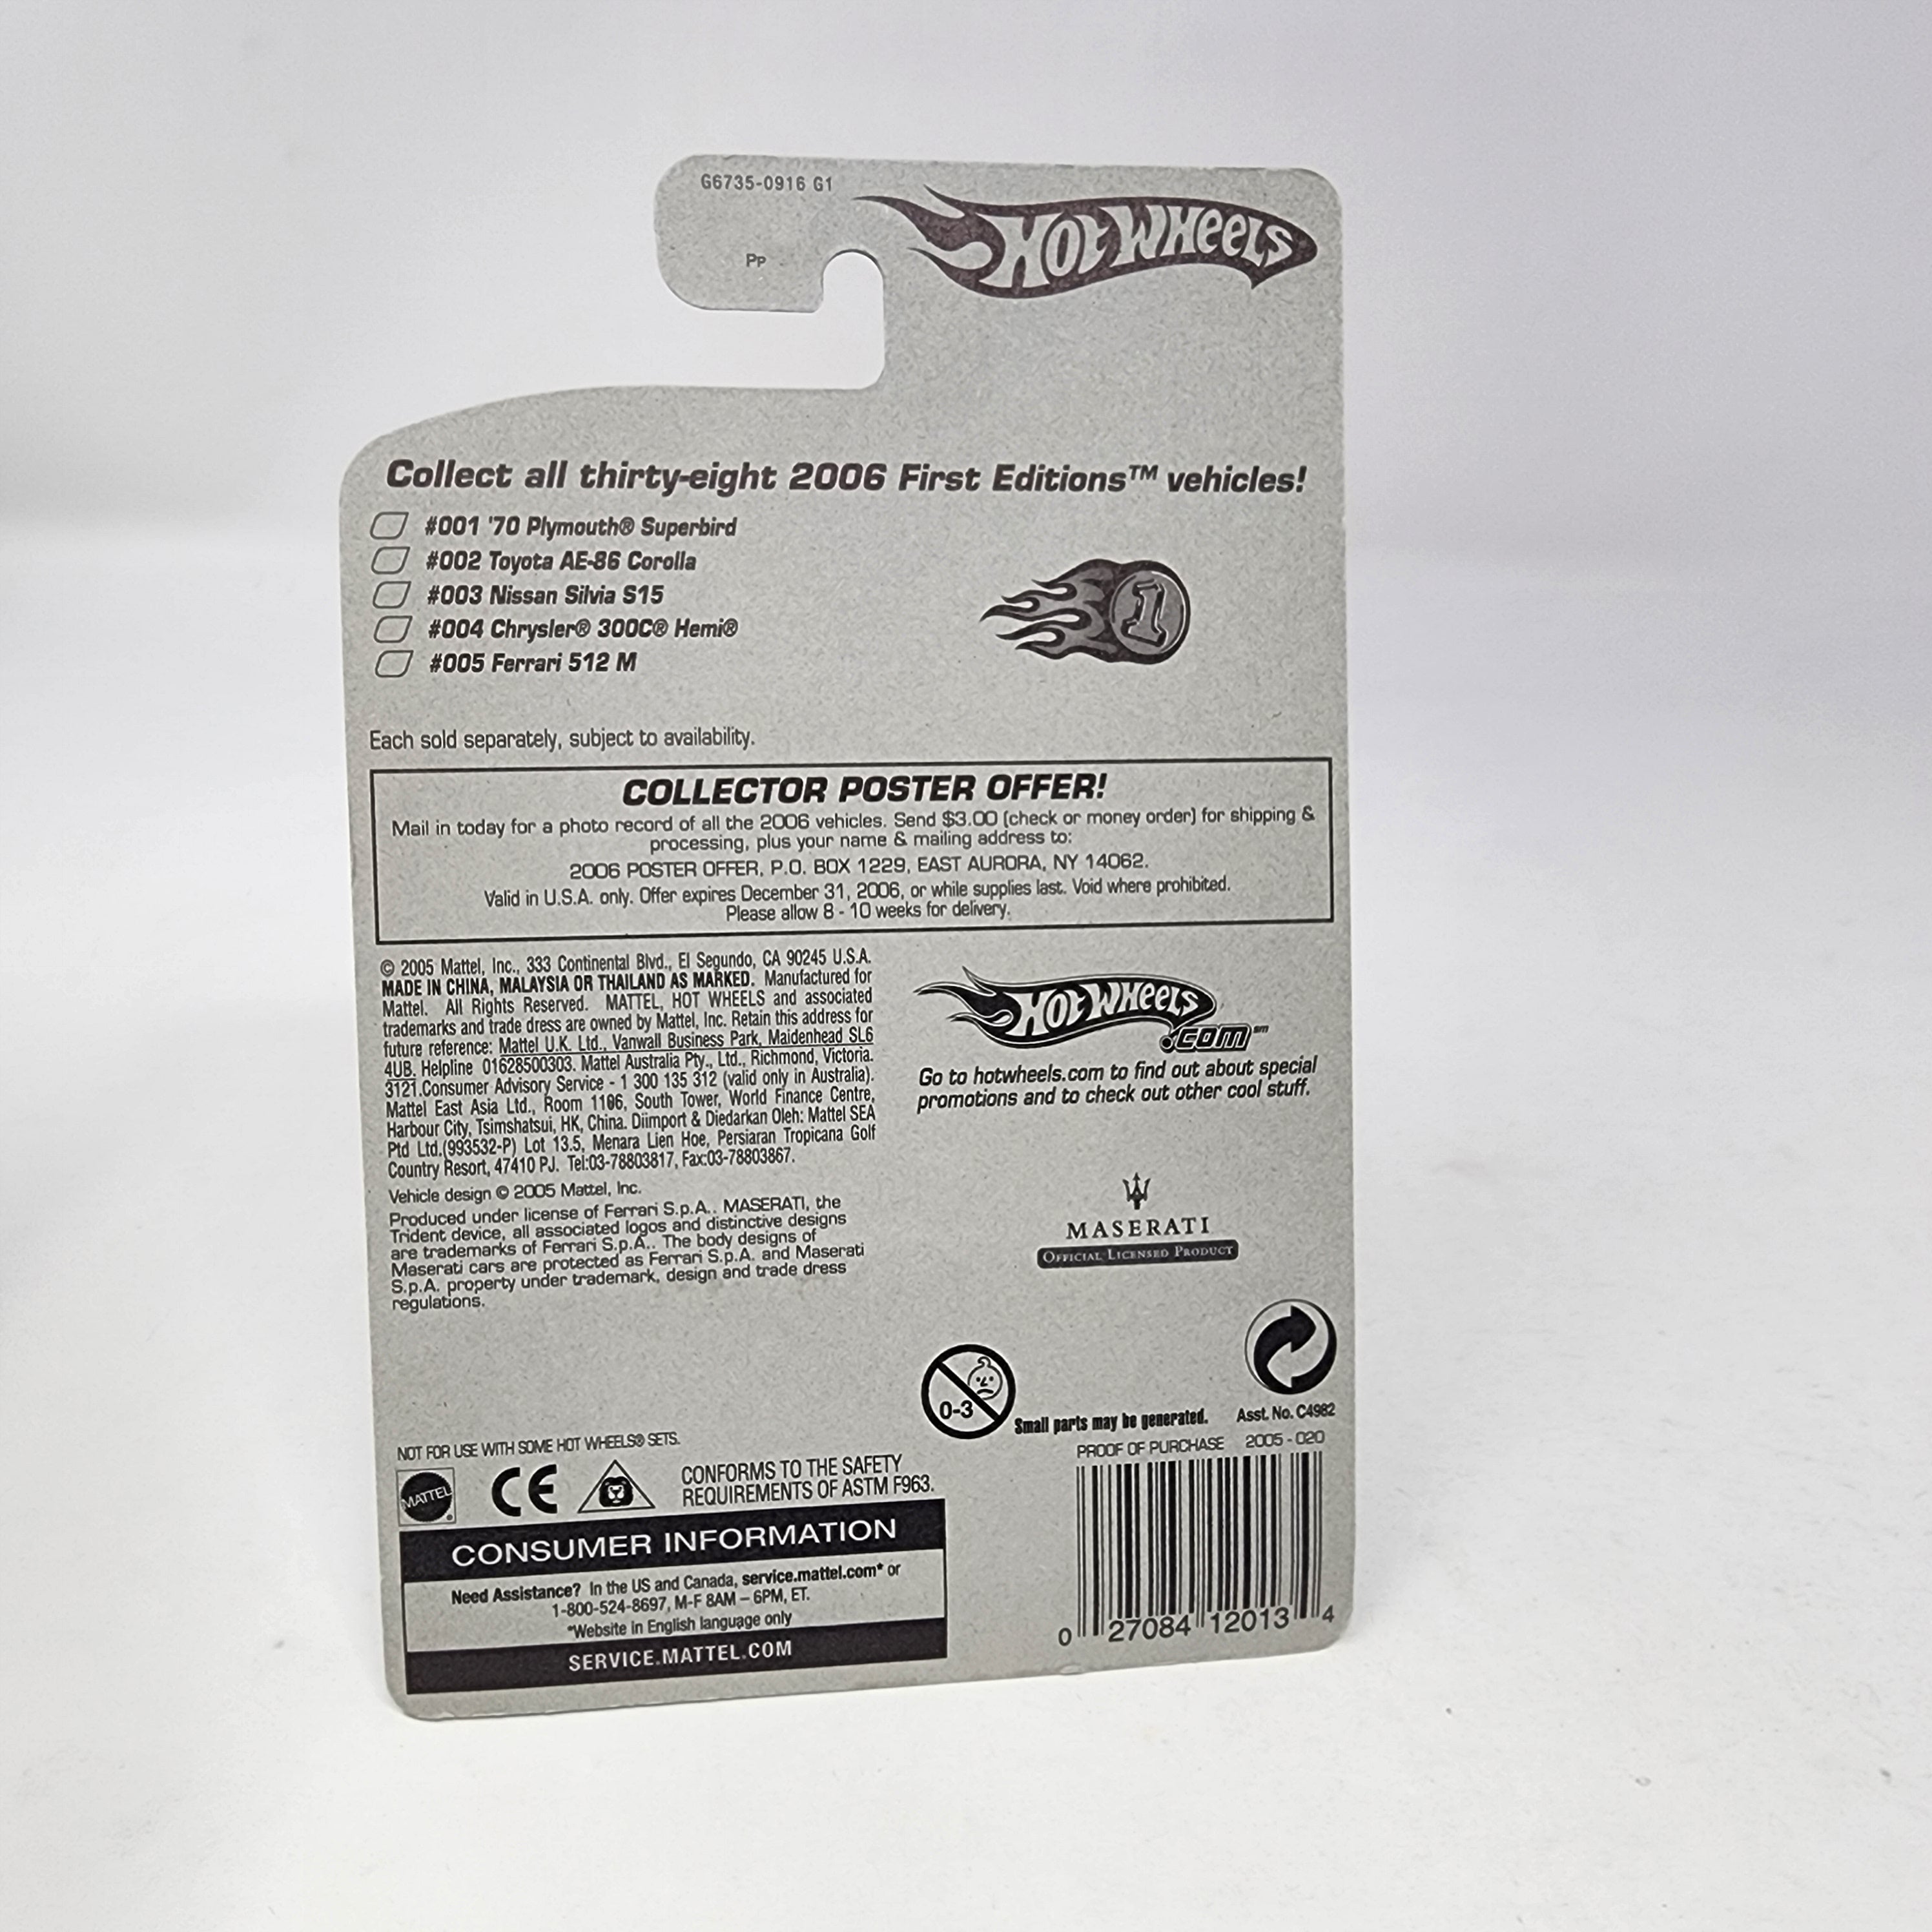 G6735-0916 G1
HOT WHEELS
Pp
Collect all thirty-eight 2006 First Editions™ vehicles!
#001 '70 Plymouth® Superbird
#002 Toyota AE-86 Corolla
#003 Nissan Silvia S15
#004 Chrysler® 300C® Hemi®
#005 Ferrari 512 M
1
Each sold separately, subject to availability.
COLLECTOR POSTER OFFER!
Mail in today for a photo record of all the 2006 vehicles. Send $3.00 (check or money order) for shipping &
processing, plus your name & mailing address to:
2006 POSTER OFFER, P.O. BOX 1229, EAST AURORA, NY 14062.
Valid in U.S.A. only. Offer expires December 31, 2006, or while supplies last. Void where prohibited.
Please allow 8 - 10 weeks for delivery.
© 2005 Mattel, Inc., 333 Continental Blvd., El Segundo, CA 90245 U.S.A.
MADE IN CHINA, MALAYSIA OR THAILAND AS MARKED. Manufactured for
Mattel. All Rights Reserved. MATTEL, HOT WHEELS and associated
trademarks and trade dress are owned by Mattel, Inc. Retain this address for
future reference: Mattel U.K. Ltd., Vanwall Business Park, Maidenhead SL6
4UB. Helpline 01628500303. Mattel Australia Pty., Ltd., Richmond, Victoria.
3121.Consumer Advisory Service - 1 300 135 312 (valid only in Australia).
Mattel East Asia Ltd., Room 1106, South Tower, World Finance Centre,
Harbour City, Tsimshatsui, HK, China. Diimport & Diedarkan Oleh: Mattel SEA
Ptd Ltd.(993532-P) Lot 13.5, Menara Lien Hoe, Persiaran Tropicana Golf
Country Resort, 47410 PJ. Tel:03-78803817, Fax:03-78803867.
Vehicle design © 2005 Mattel, Inc.
Produced under license of Ferrari S.p.A.. MASERATI, the
Trident device, all associated logos and distinctive designs
are trademarks of Ferrari S.p.A.. The body designs of
Maserati cars are protected as Ferrari S.p.A. and Maserati
S.p.A. property under trademark, design and trade dress
regulations.
HOT WHEELS
.COM℠
Go to hotwheels.com to find out about special
promotions and to check out other cool stuff.
MASERATI
OFFICIAL LICENSED PRODUCT
0-3
Small parts may be generated.
Asst. No. C4982
PROOF OF PURCHASE 2005 - 020
0 27084 12013 4
NOT FOR USE WITH SOME HOT WHEELS® SETS.
MATTEL®
CE
CONFORMS TO THE SAFETY
REQUIREMENTS OF ASTM F963.
CONSUMER INFORMATION
Need Assistance? In the US and Canada, service.mattel.com* or
1-800-524-8697, M-F 8AM – 6PM, ET.
*Website in English language only
SERVICE.MATTEL.COM